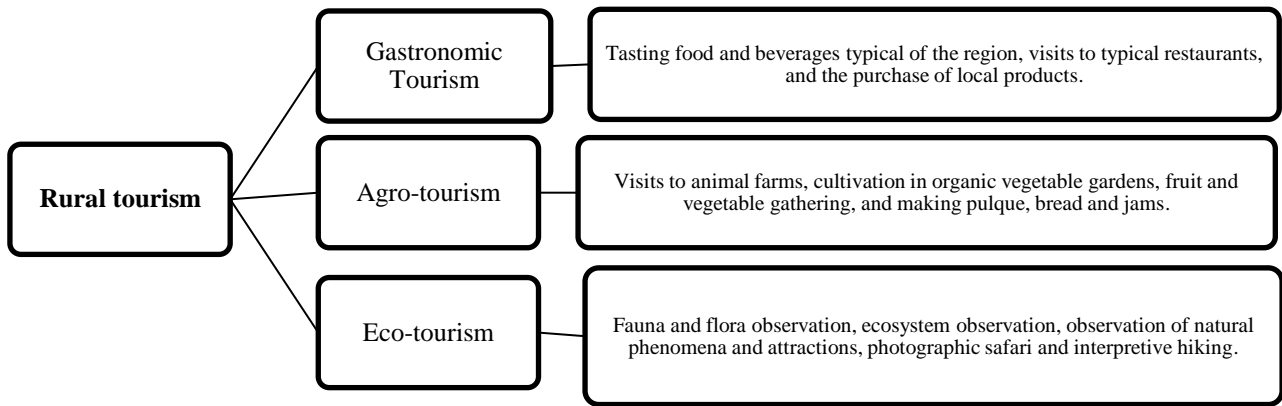 Rural tourism
Gastronomic
Tourism
Tasting food and beverages typical of the region, visits to typical restaurants,
and the purchase of local products.
Agro-tourism
Visits to animal farms, cultivation in organic vegetable gardens, fruit and
vegetable gathering, and making pulque, bread and jams.
Eco-tourism
Fauna and flora observation, ecosystem observation, observation of natural
phenomena and attractions, photographic safari and interpretive hiking.